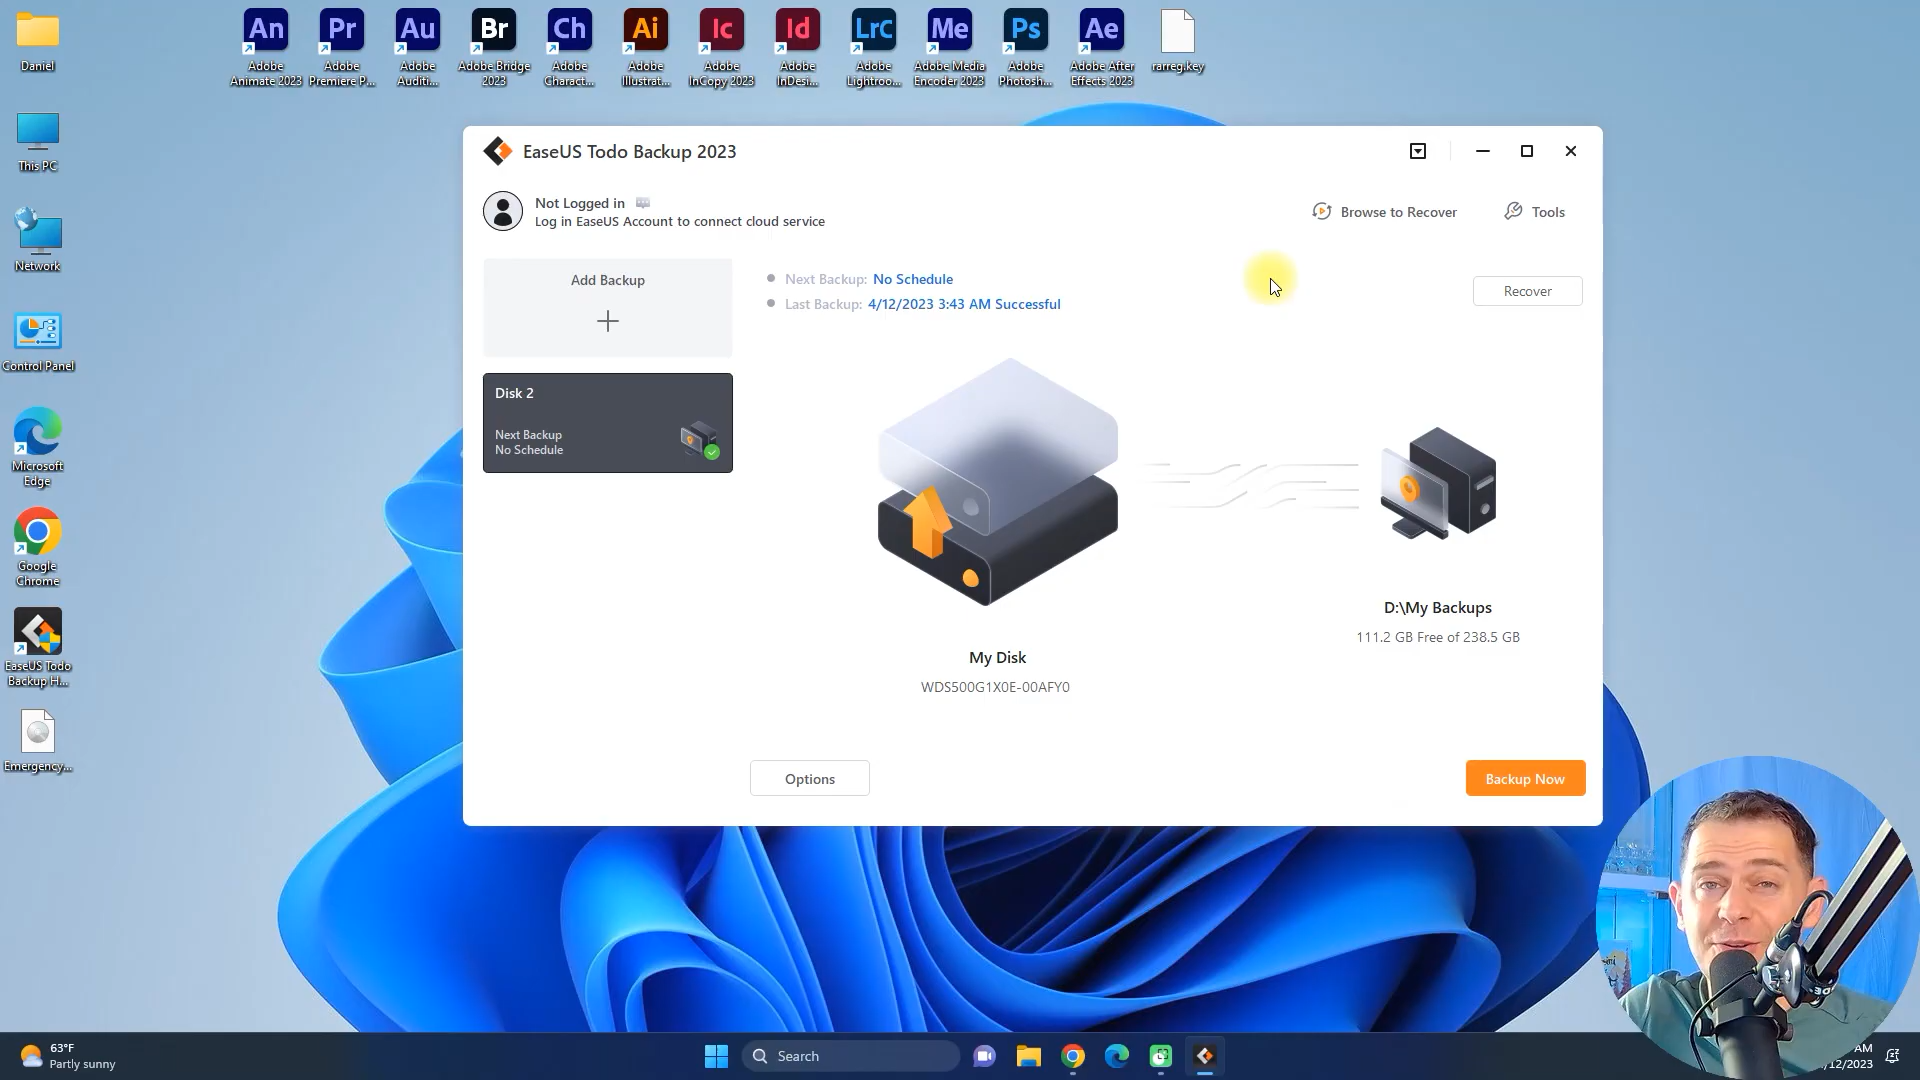 Daniel
An
Adobe
Animate 2023
Pr
Adobe
Premiere P...
Au
Adobe
Auditi...
Br
Adobe Bridge
2023
Ch
Adobe
Charact...
Ai
Adobe
Illustrat...
Ic
Adobe
InCopy 2023
Id
Adobe
InDesi...
LrC
Adobe
Lightroo...
Me
Adobe Media
Encoder 2023
Ps
Adobe
Photosh...
Ae
Adobe After
Effects 2023
rarreg.key
This PC
Network
Control Panel
Microsoft
Edge
Google
Chrome
EaseUS Todo
Backup H...
Emergency...
EaseUS Todo Backup 2023
Not Logged in
Log in EaseUS Account to connect cloud service
Browse to Recover
Tools
Add Backup
Next Backup: No Schedule
Last Backup: 4/12/2023 3:43 AM Successful
Recover
Disk 2
Next Backup
No Schedule
My Disk
WDS500G1X0E-00AFY0
D:\My Backups
111.2 GB Free of 238.5 GB
Options
Backup Now
63°F
Partly sunny
Search
AM
/12/2023